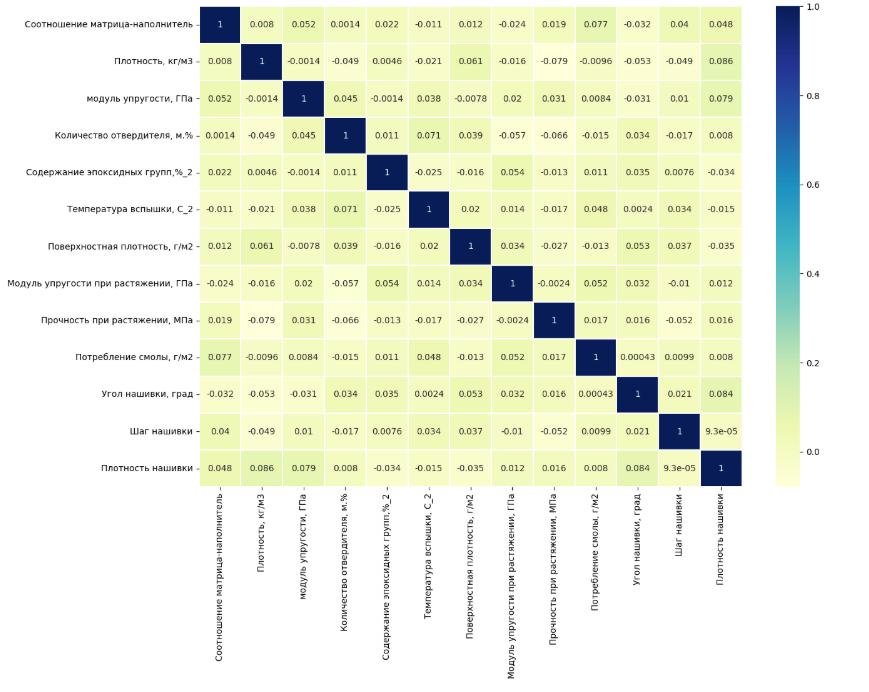 Соотношение матрица-наполнитель 1 0.008 0.052 0.0014 0.022 -0.011 0.012 -0.024 0.019 0.077 -0.032 0.04 0.048
Плотность, кг/м3 0.008 1 -0.0014 -0.049 0.0046 -0.021 0.061 -0.016 -0.079 -0.0096 -0.053 -0.049 0.086
модуль упругости, ГПа 0.052 -0.0014 1 0.045 -0.0014 0.038 -0.0078 0.02 0.031 0.0084 -0.031 0.01 0.079
Количество отвердителя, м.% 0.0014 -0.049 0.045 1 0.011 0.071 0.039 -0.057 -0.066 -0.015 0.034 -0.017 0.008
Содержание эпоксидных групп,%_2 0.022 0.0046 -0.0014 0.011 1 -0.025 -0.016 0.054 -0.013 0.011 0.035 0.0076 -0.034
Температура вспышки, С_2 -0.011 -0.021 0.038 0.071 -0.025 1 0.02 0.014 -0.017 0.048 0.0024 0.034 -0.015
Поверхностная плотность, г/м2 0.012 0.061 -0.0078 0.039 -0.016 0.02 1 0.034 -0.027 -0.013 0.053 0.037 -0.035
Модуль упругости при растяжении, ГПа -0.024 -0.016 0.02 -0.057 0.054 0.014 0.034 1 -0.0024 0.052 0.032 -0.01 0.012
Прочность при растяжении, МПа 0.019 -0.079 0.031 -0.066 -0.013 -0.017 -0.027 -0.0024 1 0.017 0.016 -0.052 0.016
Потребление смолы, г/м2 0.077 -0.0096 0.0084 -0.015 0.011 0.048 -0.013 0.052 0.017 1 0.00043 0.0099 0.008
Угол нашивки, град -0.032 -0.053 -0.031 0.034 0.035 0.0024 0.053 0.032 0.016 0.00043 1 0.021 0.084
Шаг нашивки 0.04 -0.049 0.01 -0.017 0.0076 0.034 0.037 -0.01 -0.052 0.0099 0.021 1 9.3e-05
Плотность нашивки 0.048 0.086 0.079 0.008 -0.034 -0.015 -0.035 0.012 0.016 0.008 0.084 9.3e-05 1
Соотношение матрица-наполнитель
Плотность, кг/м3
модуль упругости, ГПа
Количество отвердителя, м.%
Содержание эпоксидных групп,%_2
Температура вспышки, С_2
Поверхностная плотность, г/м2
Модуль упругости при растяжении, ГПа
Прочность при растяжении, МПа
Потребление смолы, г/м2
Угол нашивки, град
Шаг нашивки
Плотность нашивки
1.0
0.8
0.6
0.4
0.2
0.0